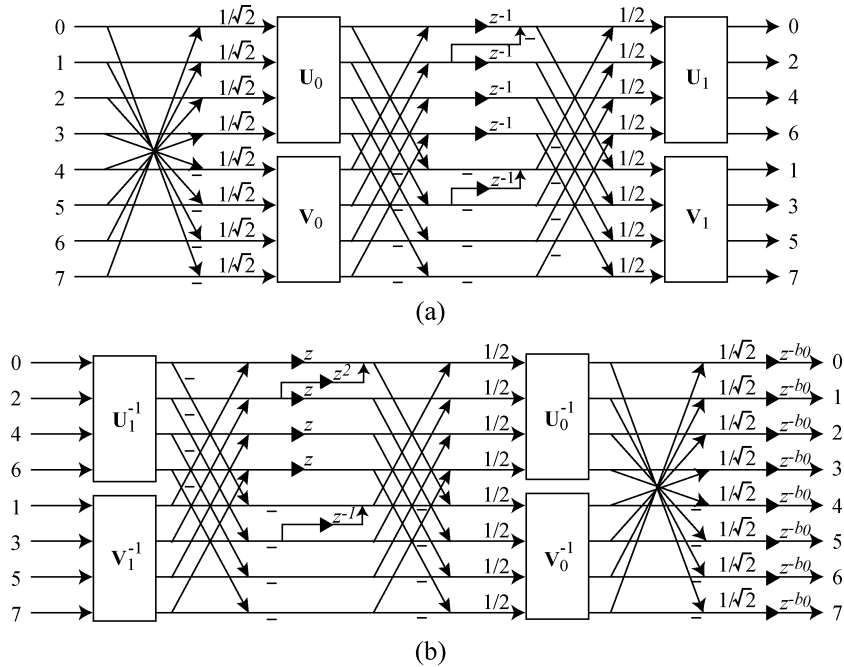 0 1/√2 z-1 1/2 0
1 1/√2 – z-1 1/2 2
U0 U1
2 1/√2 z-1 1/2 4
3 1/√2 z-1 1/2 6
4 – 1/√2 – – z-1 – 1/2 1
5 – 1/√2 – – – 1/2 3
V0 V1
6 – 1/√2 – – – 1/2 5
7 – 1/√2 – – – 1/2 7
(a)
0 – z 1/2 1/√2 z-b0 0
2 – z2 z 1/2 1/√2 z-b0 1
U1-1 U0-1
4 – z 1/2 1/√2 z-b0 2
6 – z 1/2 1/√2 z-b0 3
1 – – z-1 – 1/2 – 1/√2 z-b0 4
3 – – 1/2 – 1/√2 z-b0 5
V1-1 V0-1
5 – – 1/2 – 1/√2 z-b0 6
7 – – 1/2 – 1/√2 z-b0 7
(b)